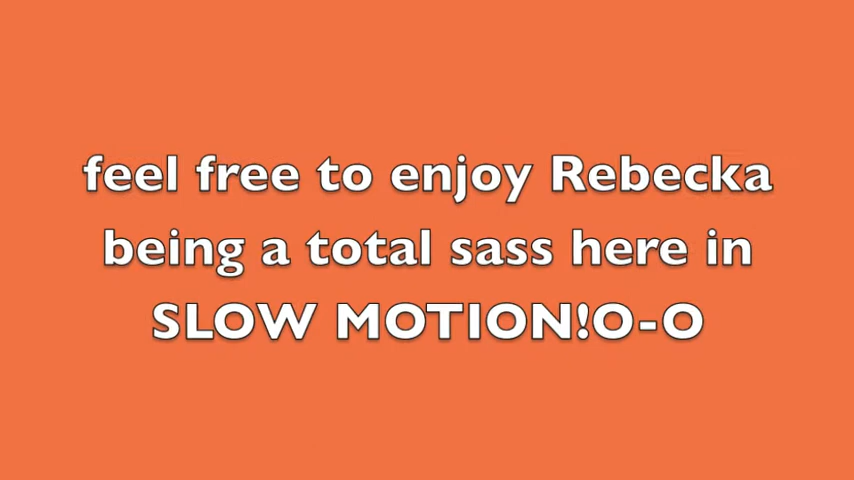 feel free to enjoy Rebecka
being a total sass here in
SLOW MOTION!O-O